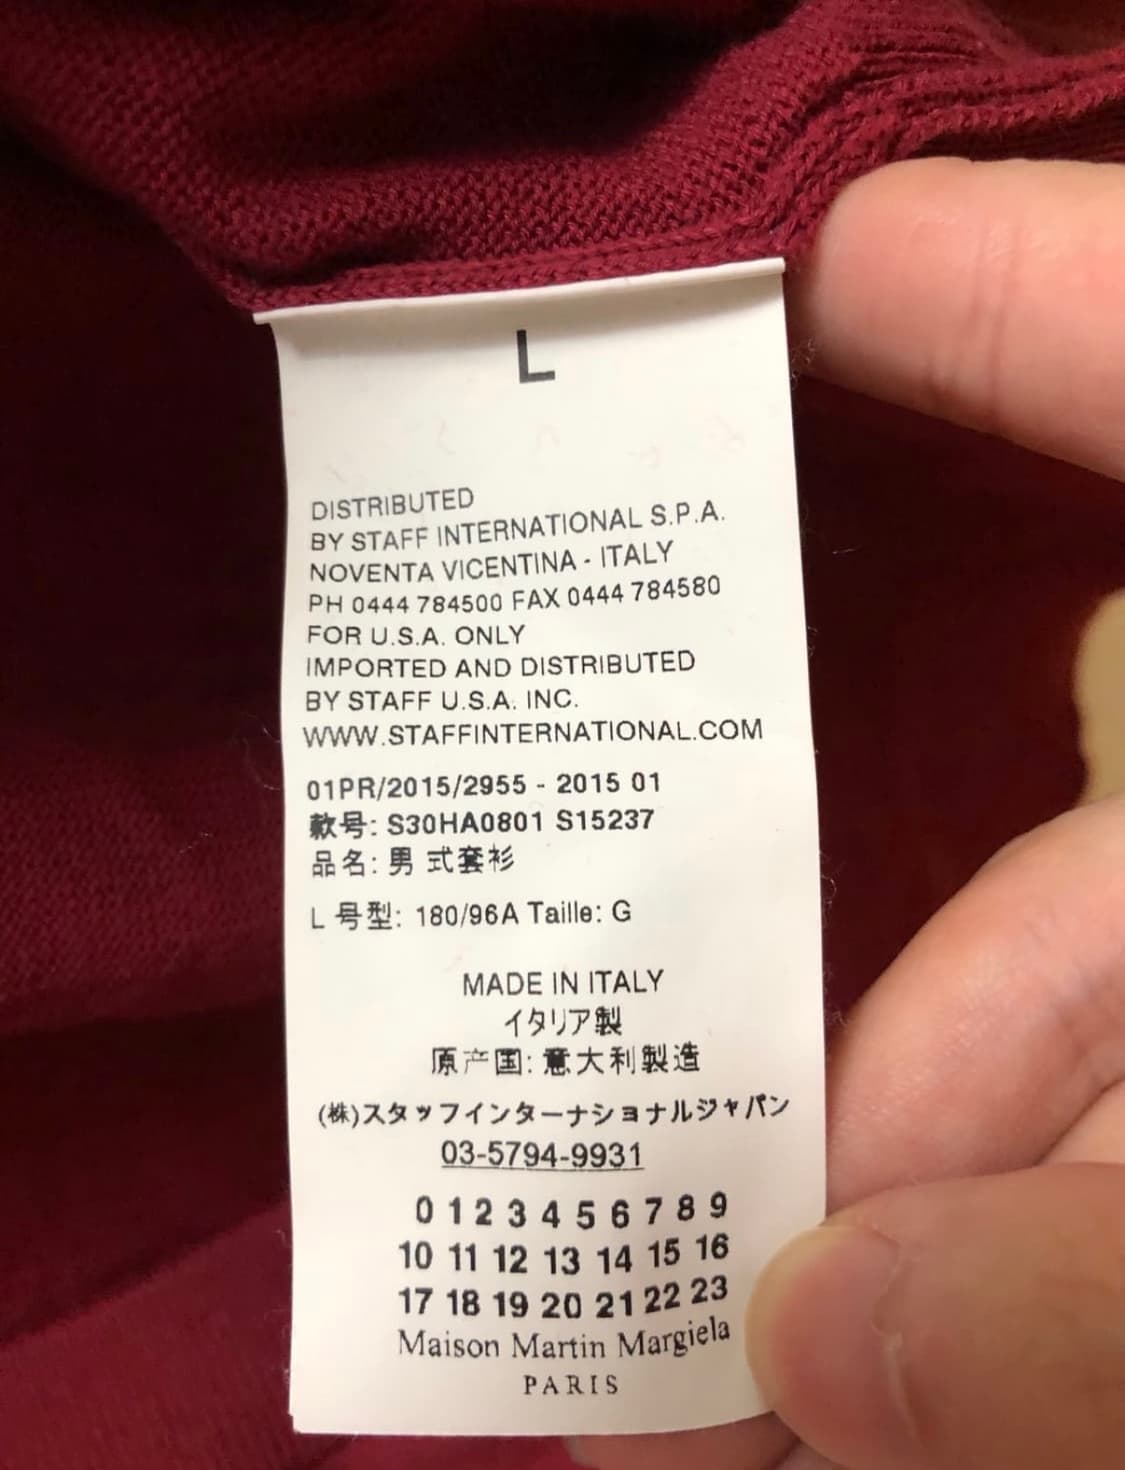 L
DISTRIBUTED
BY STAFF INTERNATIONAL S.P.A.
NOVENTA VICENTINA - ITALY
PH 0444 784500 FAX 0444 784580
FOR U.S.A. ONLY
IMPORTED AND DISTRIBUTED
BY STAFF U.S.A. INC.
WWW.STAFFINTERNATIONAL.COM
01PR/2015/2955 - 2015 01
款号: S30HA0801 S15237
品名: 男 式套衫
L 号型: 180/96A Taille: G
MADE IN ITALY
イタリア製
原产国: 意大利製造
(株)スタッフインターナショナルジャパン
03-5794-9931
0 1 2 3 4 5 6 7 8 9
10 11 12 13 14 15 16
17 18 19 20 21 22 23
Maison Martin Margiela
PARIS